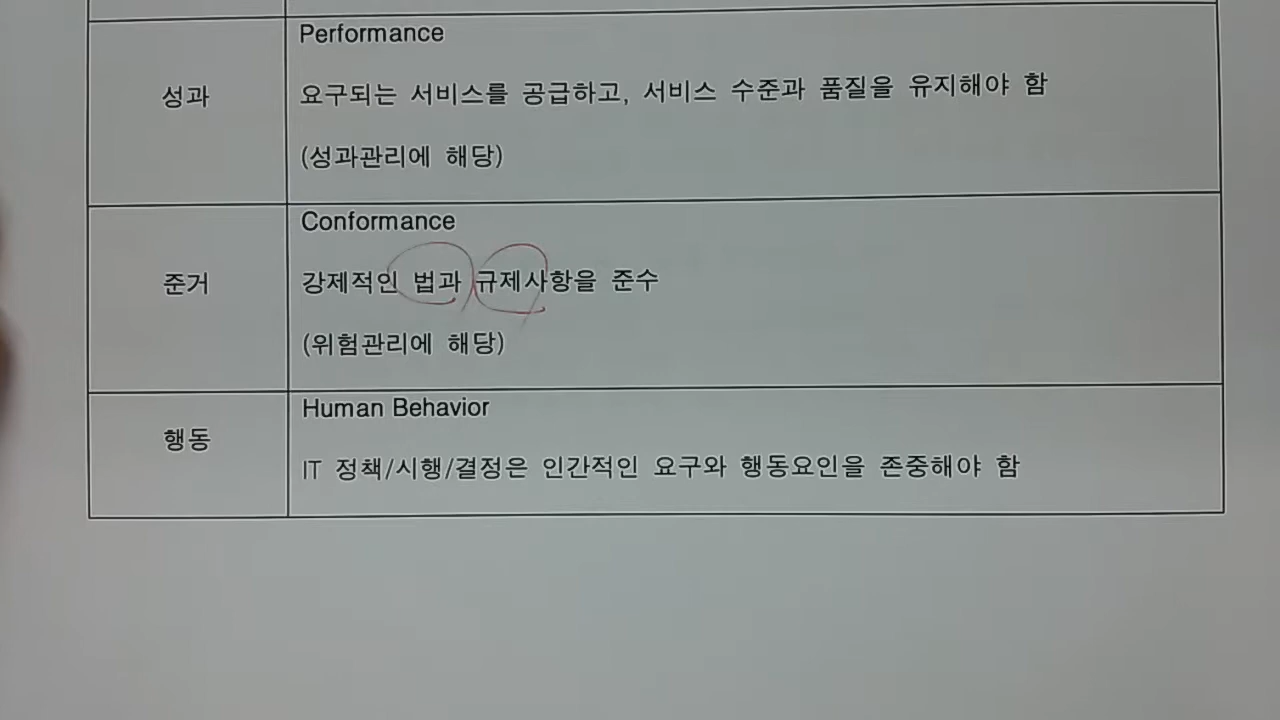 Performance
성과
요구되는 서비스를 공급하고, 서비스 수준과 품질을 유지해야 함
(성과관리에 해당)
Conformance
준거
강제적인 법과 규제사항을 준수
(위험관리에 해당)
Human Behavior
행동
IT 정책/시행/결정은 인간적인 요구와 행동요인을 존중해야 함